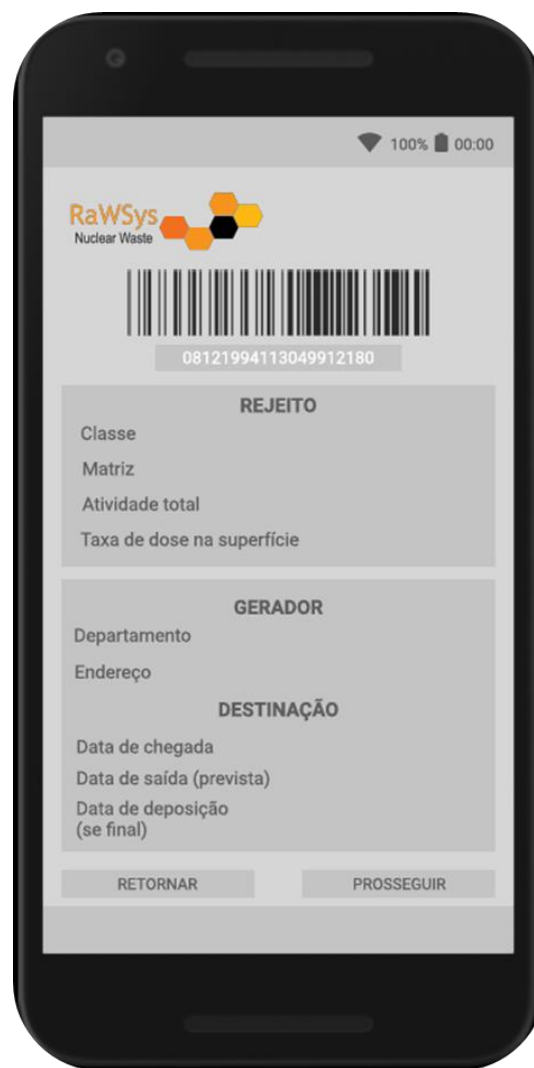 100% 00:00
RaWSys
Nuclear Waste
08121994113049912180
REJEITO
Classe
Matriz
Atividade total
Taxa de dose na superfície
GERADOR
Departamento
Endereço
DESTINAÇÃO
Data de chegada
Data de saída (prevista)
Data de deposição
(se final)
RETORNAR
PROSSEGUIR